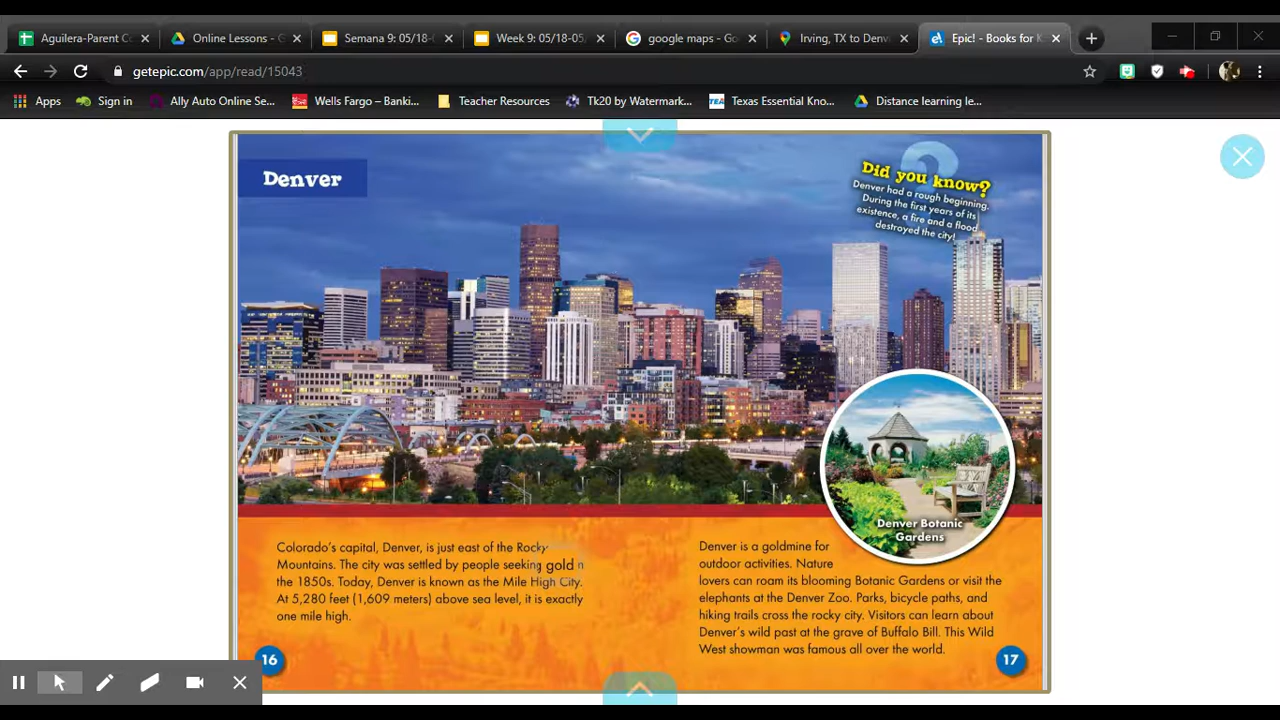 Aguilera-Parent C
Online Lessons - G
Semana 9: 05/18-
Week 9: 05/18-05
google maps - Go
Irving, TX to Denv
Epic! - Books for K
getepic.com/app/read/15043
Apps
Sign in
Ally Auto Online Se...
Wells Fargo – Banki...
Teacher Resources
Tk20 by Watermark...
TEA
Texas Essential Kno...
Distance learning le...
Denver
?
Did you know?
Denver had a rough beginning.
During the first years of its
existence, a fire and a flood
destroyed the city!
Denver Botanic
Gardens
Colorado's capital, Denver, is just east of the Rocky
Mountains. The city was settled by people seeking gold n
the 1850s. Today, Denver is known as the Mile High City.
At 5,280 feet (1,609 meters) above sea level, it is exactly
one mile high.
16
Denver is a goldmine for
outdoor activities. Nature
lovers can roam its blooming Botanic Gardens or visit the
elephants at the Denver Zoo. Parks, bicycle paths, and
hiking trails cross the rocky city. Visitors can learn about
Denver's wild past at the grave of Buffalo Bill. This Wild
West showman was famous all over the world.
17